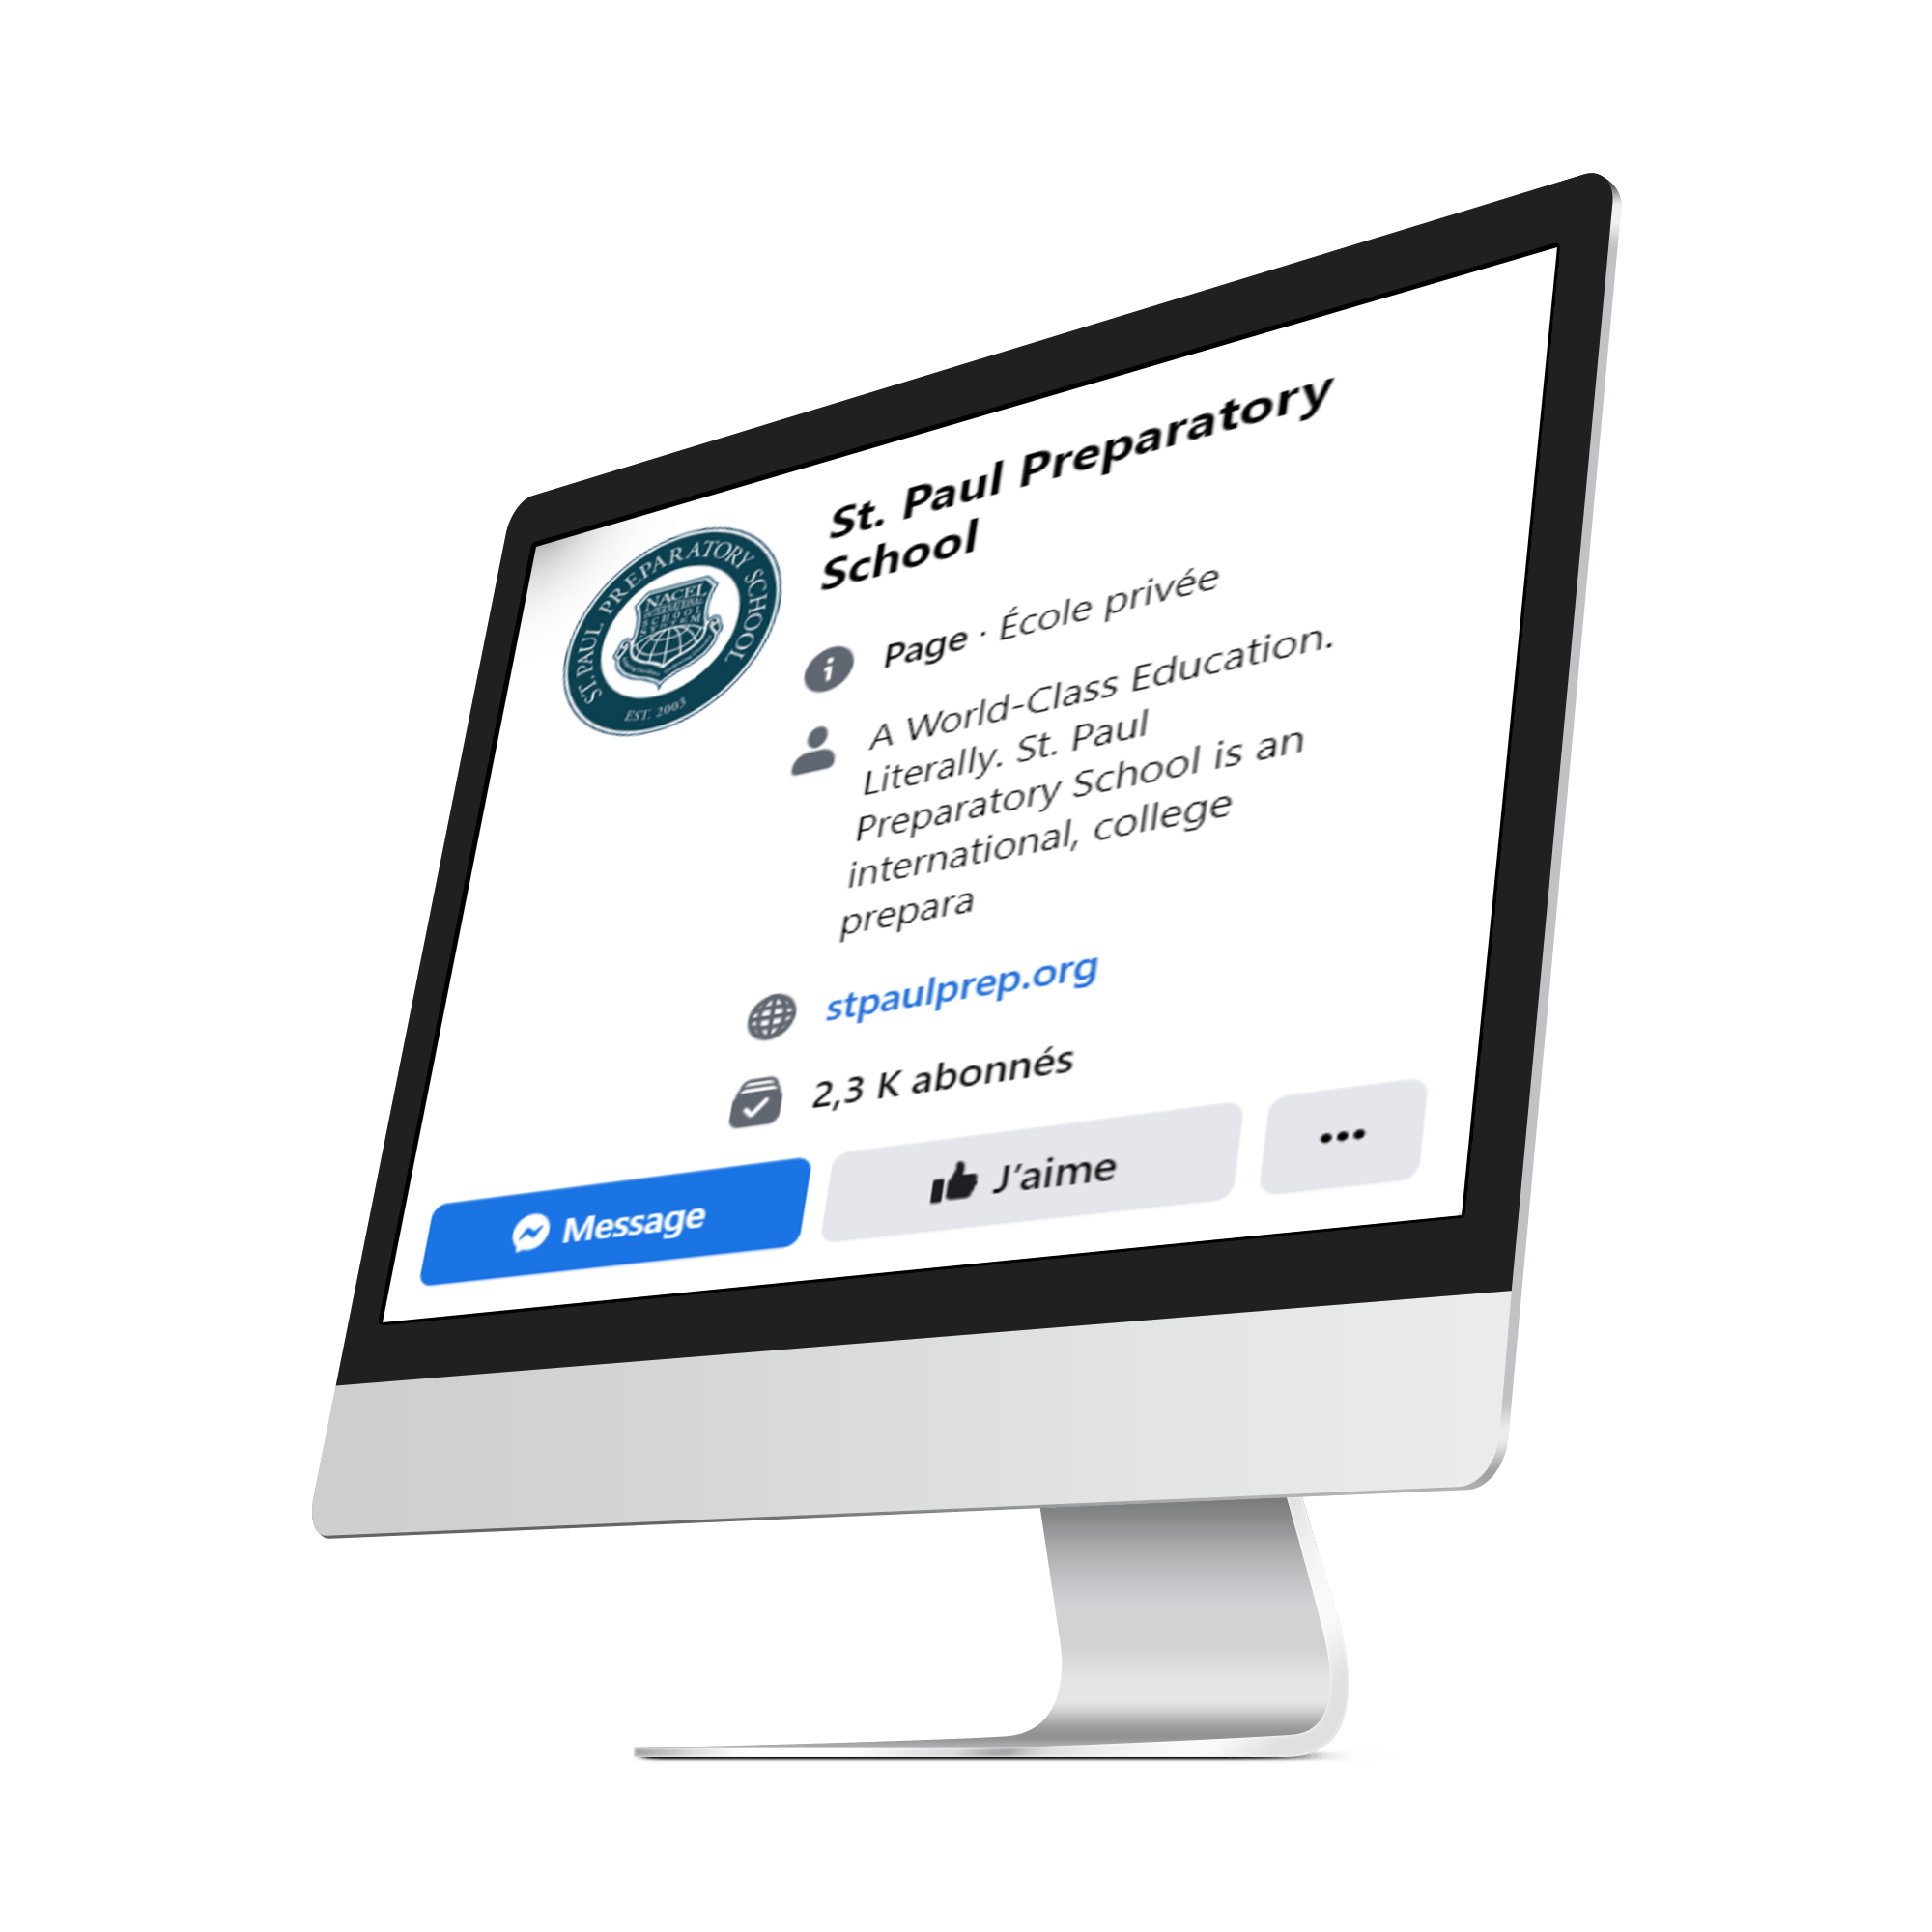 St. Paul Preparatory
School
ST. PAUL PREPARATORY SCHOOL
NACEL
INTERNATIONAL
SCHOOL
SYSTEM
EST. 2003
Page · École privée
A World-Class Education.
Literally. St. Paul
Preparatory School is an
international, college
prepara
stpaulprep.org
2,3 K abonnés
Message
J'aime